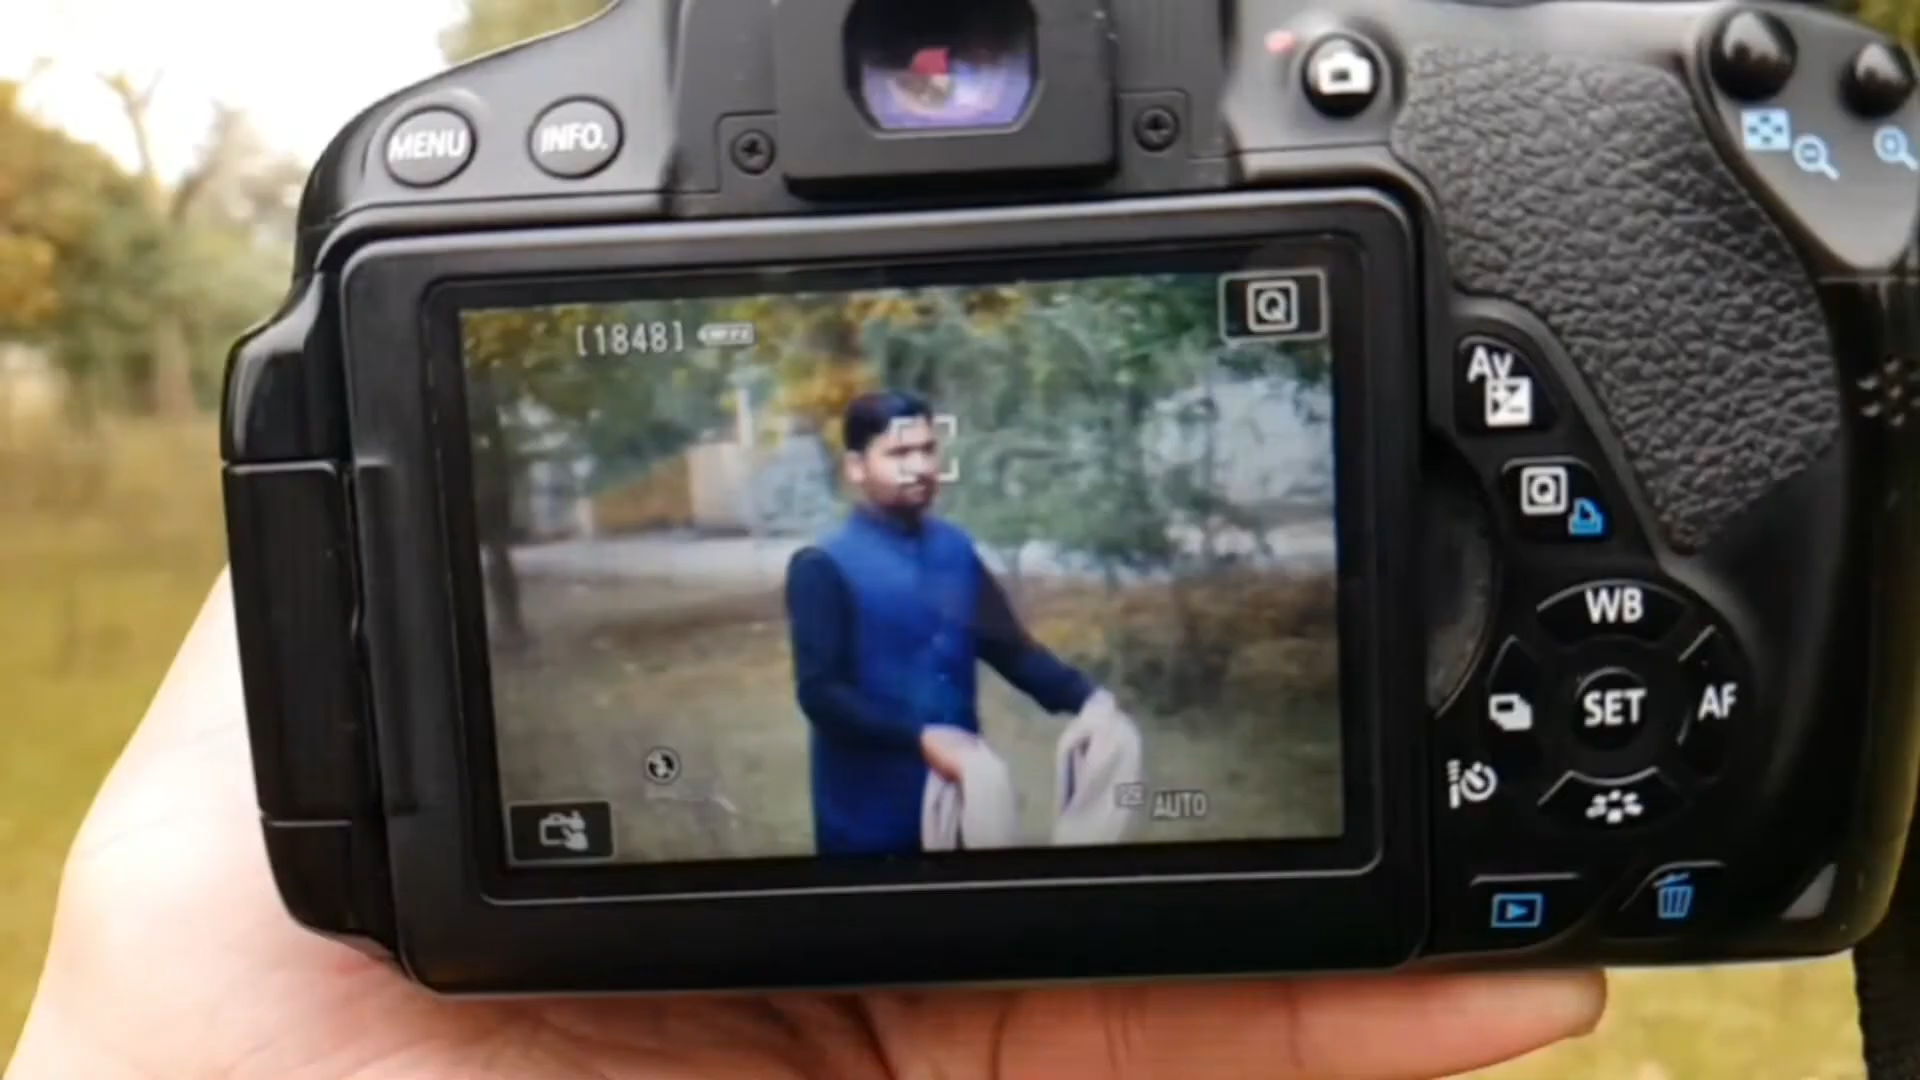 MENU INFO.
[1848]
Q
Av
Q
WB
SET AF
AUTO